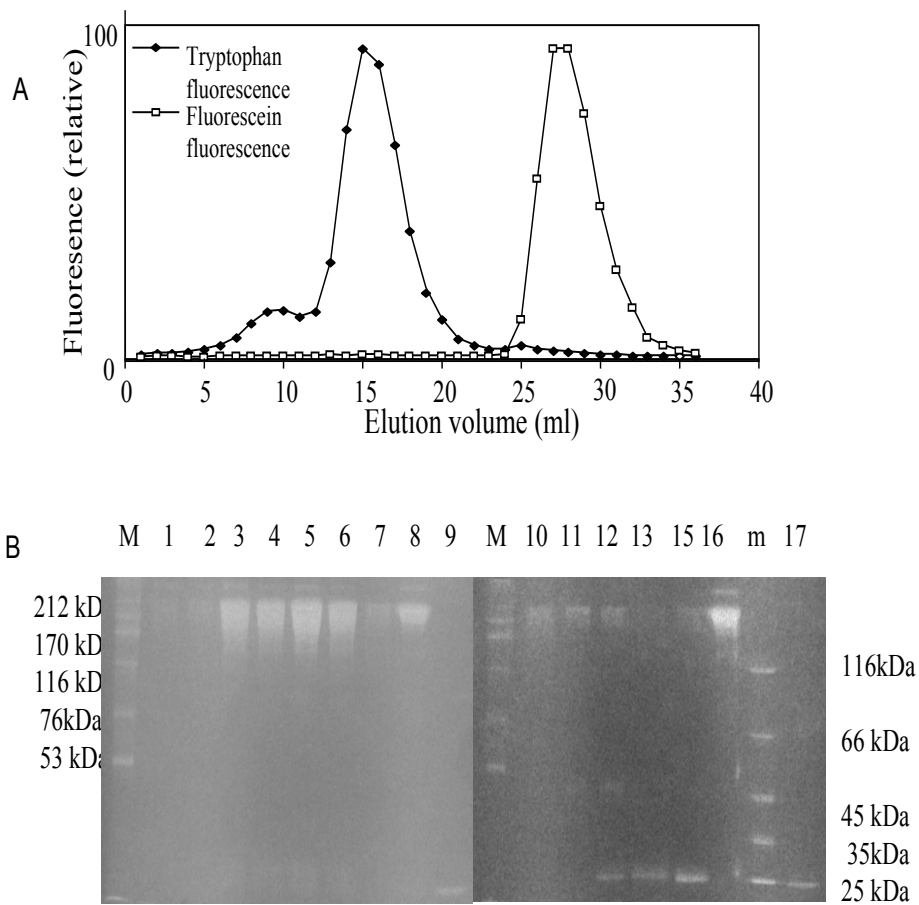 A
Fluoresence (relative)
100
0
Tryptophan
fluorescence
Fluorescein
fluorescence
0 5 10 15 20 25 30 35 40
Elution volume (ml)
B
M 1 2 3 4 5 6 7 8 9 M 10 11 12 13 15 16 m 17
212 kD
170 kD
116 kD
76kDa
53 kDa
116kDa
66 kDa
45 kDa
35kDa
25 kDa